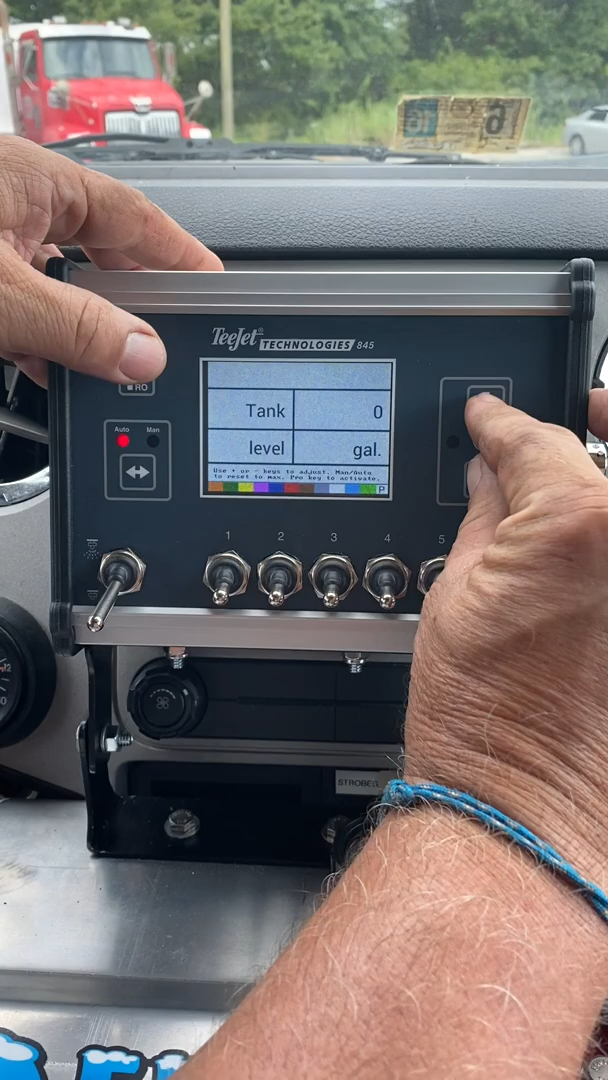 TeeJet®
TECHNOLOGIES 845
PRO
Tank 0
level gal.
Use + or - keys to adjust. Man/Auto
to reset to max. Pro key to activate.
P
Auto Man
1 2 3 4 5
STROBE